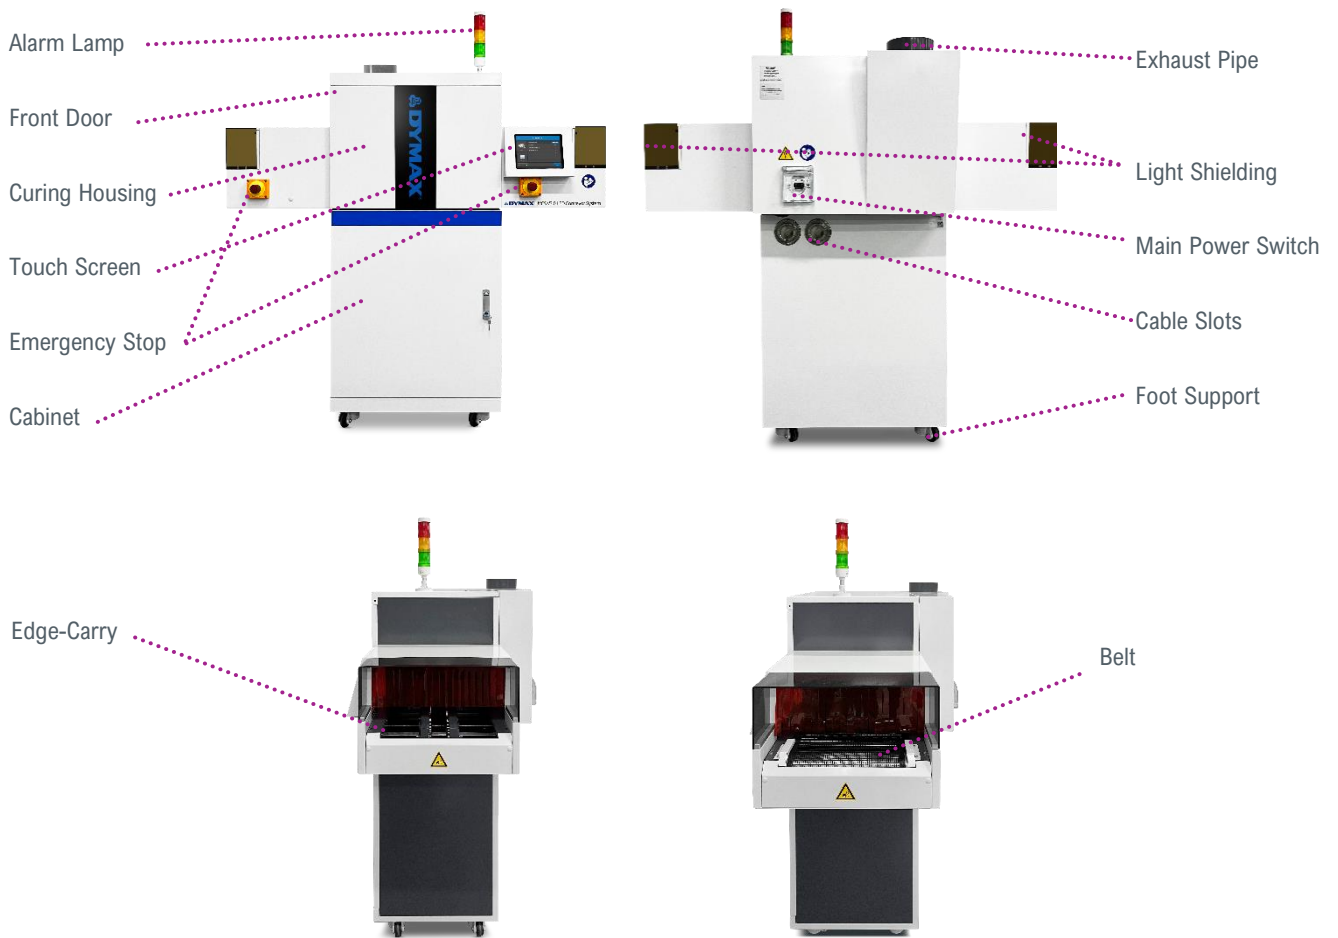 Alarm Lamp
Front Door
Curing Housing
Touch Screen
Emergency Stop
Cabinet
DYMAX
DYMAX
Exhaust Pipe
Light Shielding
Main Power Switch
Cable Slots
Foot Support
Edge-Carry
Belt